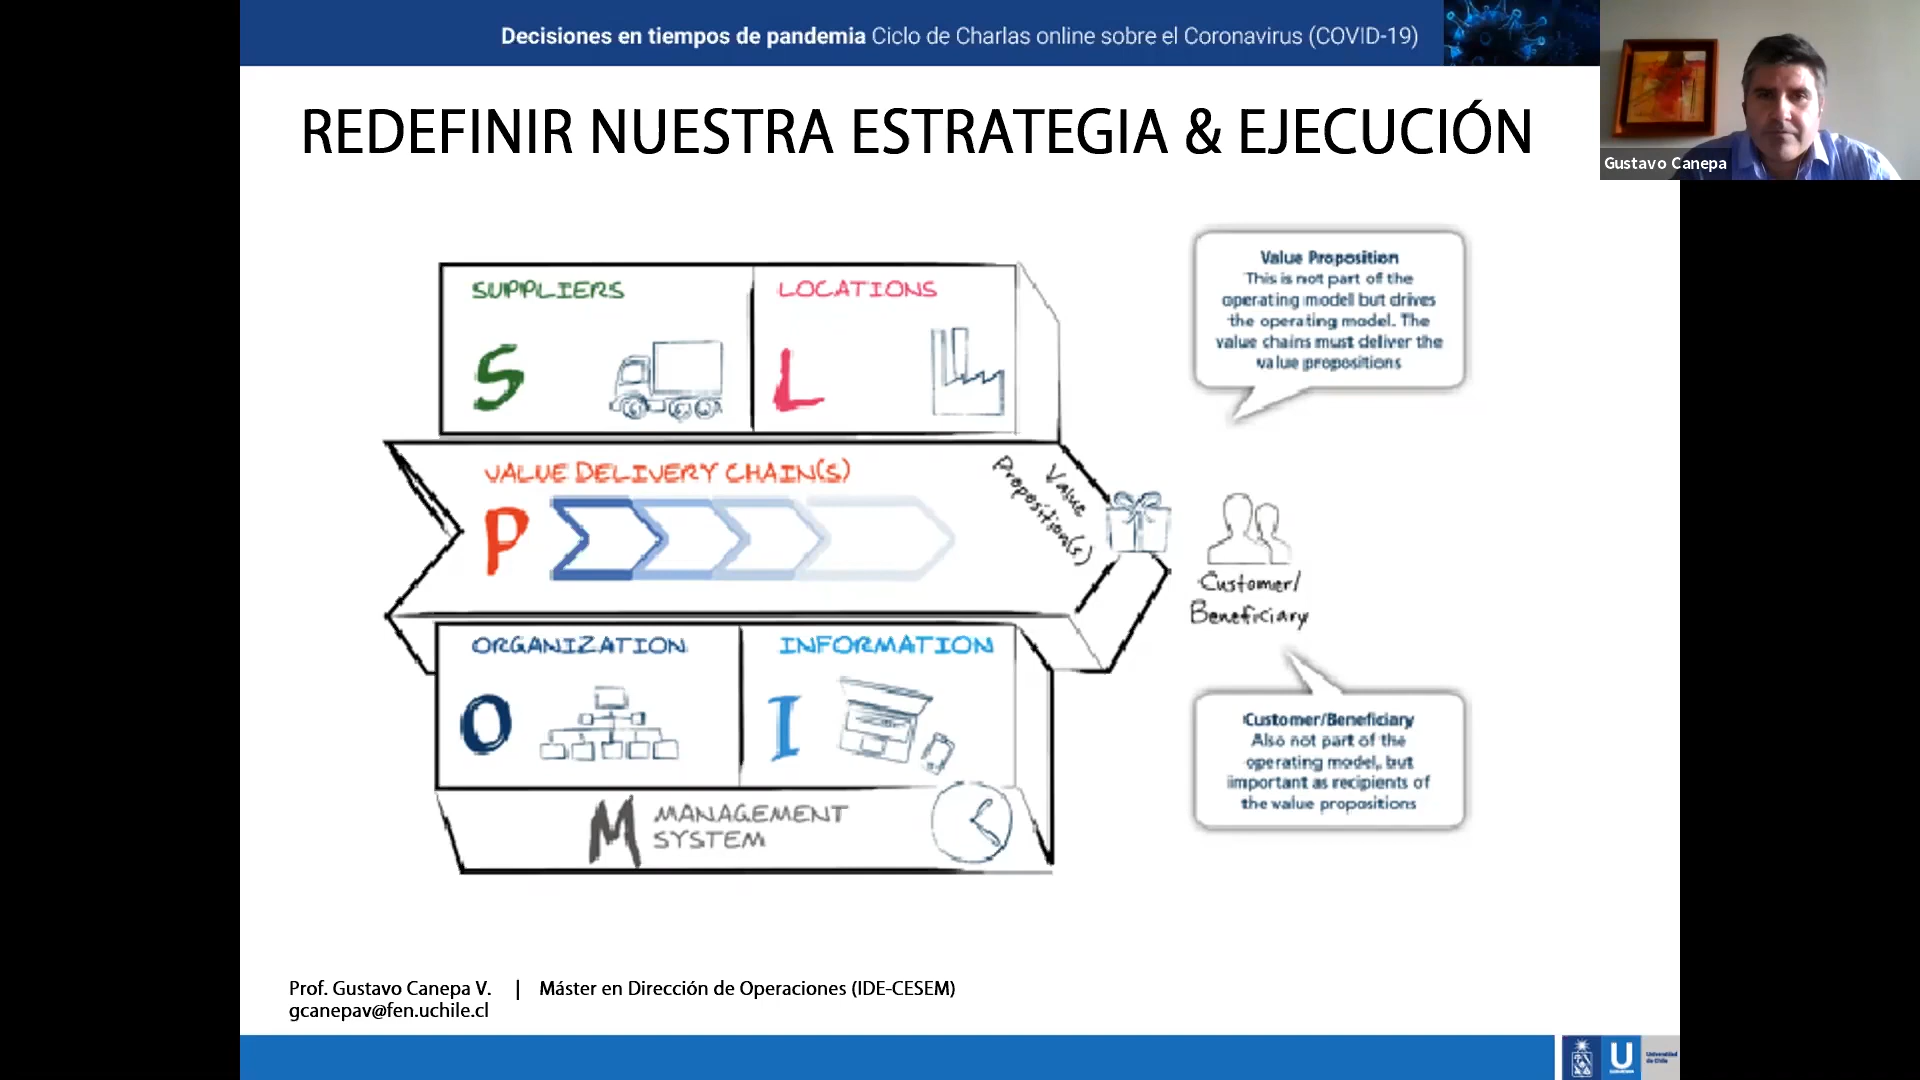 Decisiones en tiempos de pandemia Ciclo de Charlas online sobre el Coronavirus (COVID-19)
Gustavo Canepa
REDEFINIR NUESTRA ESTRATEGIA & EJECUCIÓN
SUPPLIERS
S
LOCATIONS
L
Value Proposition
This is not part of the
operating model but drives
the operating model. The
value chains must deliver the
value propositions
VALUE DELIVERY CHAIN(S)
P
Value
Proposition(s)
Customer/
Beneficiary
ORGANIZATION
O
INFORMATION
I
Customer/Beneficiary
Also not part of the
operating model, but
important as recipients of
the value propositions
M MANAGEMENT
SYSTEM
Prof. Gustavo Canepa V. | Máster en Dirección de Operaciones (IDE-CESEM)
gcanepav@fen.uchile.cl
U
Universidad
de Chile